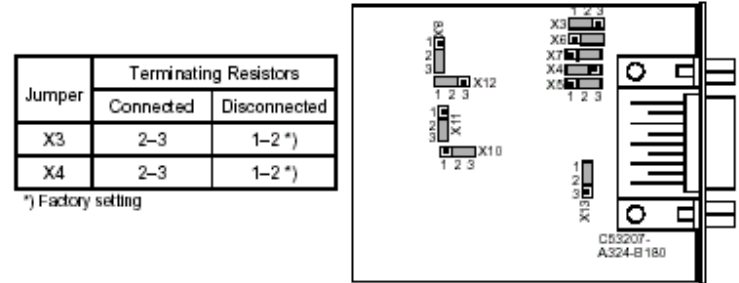 Jumper
Terminating Resistors
Connected
Disconnected
X3
2–3
1–2 *)
X4
2–3
1–2 *)
*) Factory setting
1 2 3
X3
X6
X7
X4
X5
1 2 3
X8
1
2
3
X12
1 2 3
1
2
3
X11
X10
1 2 3
1
2
3
X13
C53207-
A324-B180